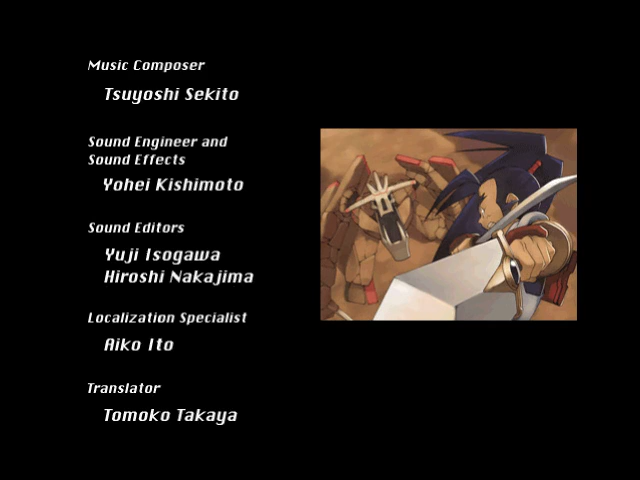 Music Composer
Tsuyoshi Sekito
Sound Engineer and
Sound Effects
Yohei Kishimoto
Sound Editors
Yuji Isogawa
Hiroshi Nakajima
Localization Specialist
Aiko Ito
Translator
Tomoko Takaya